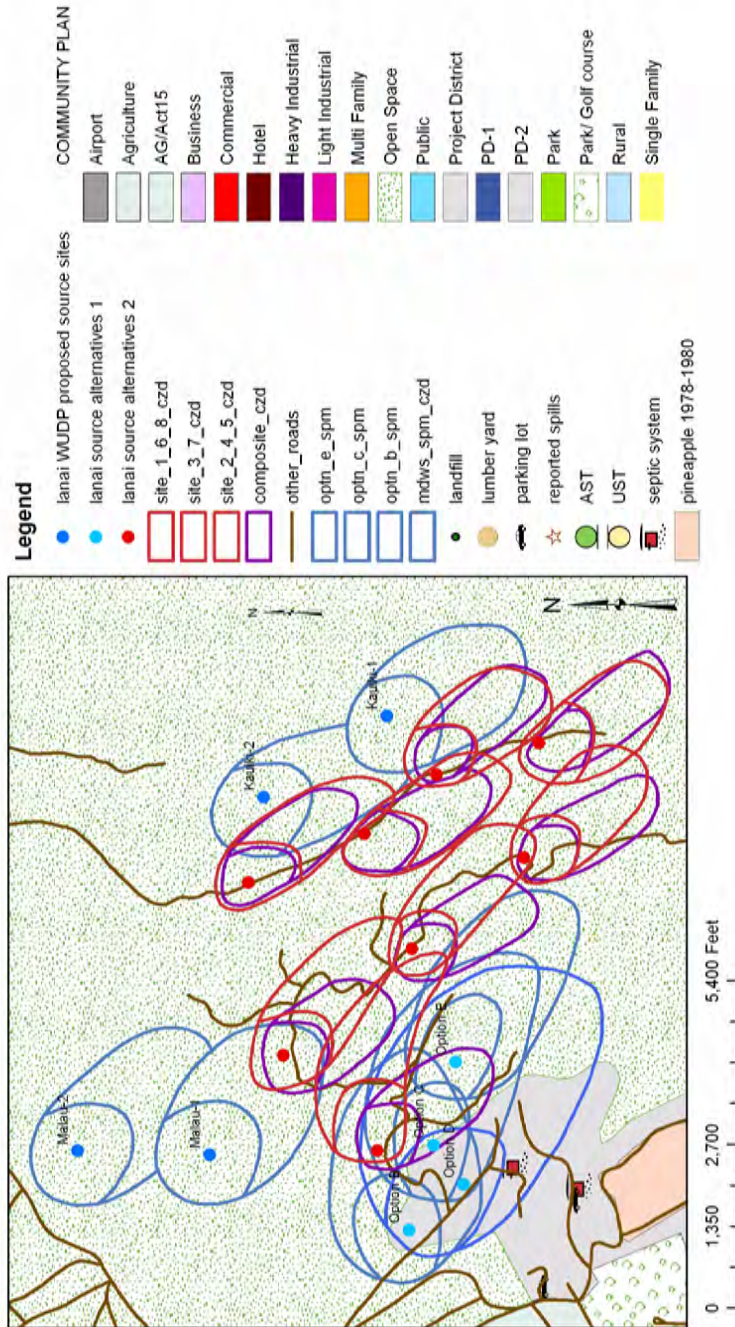 Legend
lanai WUDP proposed source sites
lanai source alternatives 1
lanai source alternatives 2
site_1_6_8_czd
site_3_7_czd
site_2_4_5_czd
composite_czd
other_roads
optn_e_spm
optn_c_spm
optn_b_spm
mdws_spm_czd
landfill
lumber yard
parking lot
reported spills
AST
UST
septic system
pineapple 1978-1980
COMMUNITY PLAN
Airport
Agriculture
AG/Act15
Business
Commercial
Hotel
Heavy Industrial
Light Industrial
Multi Family
Open Space
Public
Project District
PD-1
PD-2
Park
Park/ Golf course
Rural
Single Family
Malau-2
Malau-1
Kauiki-2
Kauiki-1
Option E
Option C
Option D
Option B
N
N
0 1,350 2,700 5,400 Feet